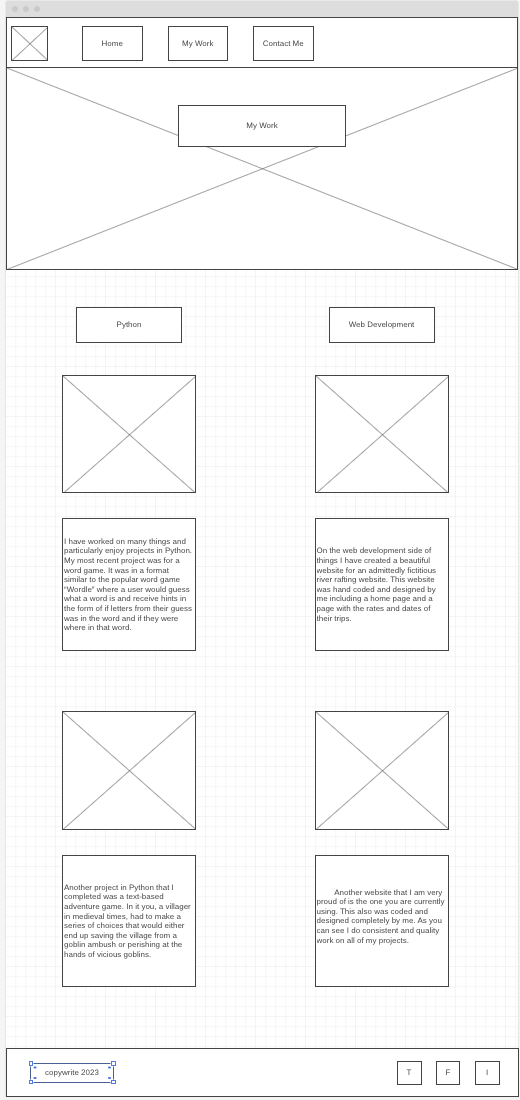 Home
My Work
Contact Me
My Work
Python
Web Development
I have worked on many things and
particularly enjoy projects in Python.
My most recent project was for a
word game. It was in a format
similar to the popular word game
"Wordle" where a user would guess
what a word is and receive hints in
the form of if letters from their guess
was in the word and if they were
where in that word.
On the web development side of
things I have created a beautiful
website for an admittedly fictitious
river rafting website. This website
was hand coded and designed by
me including a home page and a
page with the rates and dates of
their trips.
Another project in Python that I
completed was a text-based
adventure game. In it you, a villager
in medieval times, had to make a
series of choices that would either
end up saving the village from a
goblin ambush or perishing at the
hands of vicious goblins.
Another website that I am very
proud of is the one you are currently
using. This also was coded and
designed completely by me. As you
can see I do consistent and quality
work on all of my projects.
copywrite 2023
T
F
I